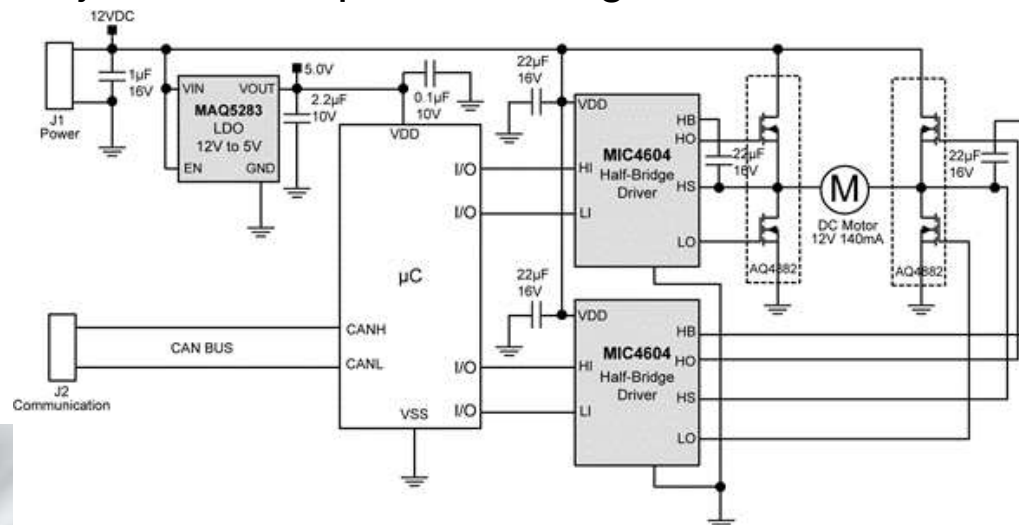 12VDC
1µF
16V
J1
Power
VIN
VOUT
MAQ5283
LDO
12V to 5V
EN
GND
5.0V
2.2µF
10V
0.1µF
10V
VDD
I/O
I/O
µC
CANH
CANL
I/O
I/O
VSS
CAN BUS
J2
Communication
22µF
16V
VDD
MIC4604
Half-Bridge
Driver
HI
LI
HB
HO
HS
LO
22µF
16V
AQ4882
M
DC Motor
12V 140mA
22µF
16V
AQ4882
22µF
16V
VDD
MIC4604
Half-Bridge
Driver
HI
LI
HB
HO
HS
LO